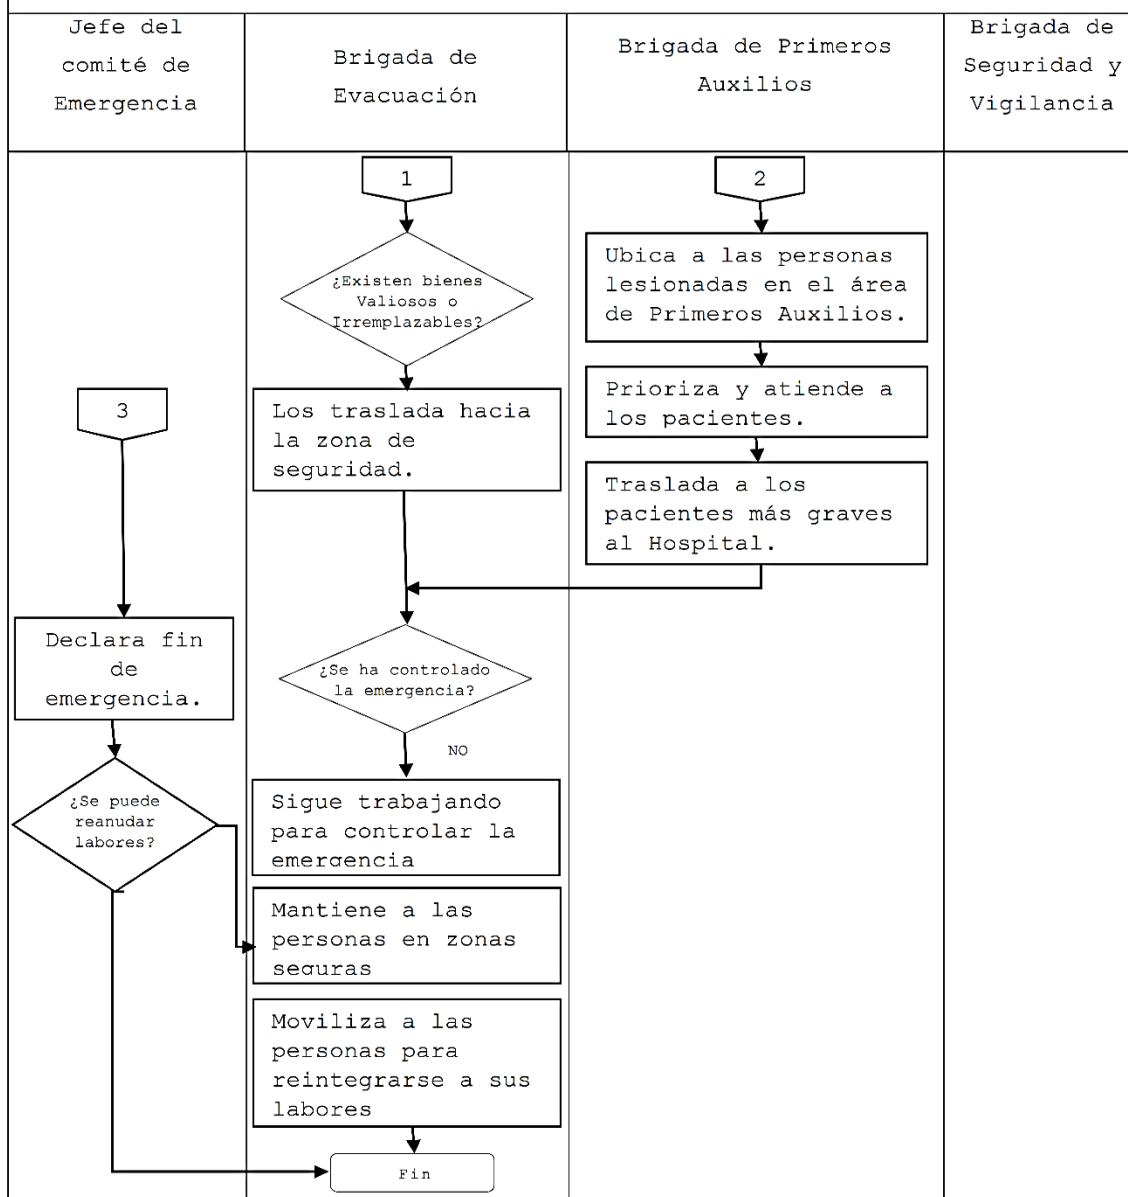 Jefe del
comité de
Emergencia
Brigada de
Evacuación
Brigada de Primeros
Auxilios
Brigada de
Seguridad y
Vigilancia
1
2
¿Existen bienes
Valiosos o
Irremplazables?
Ubica a las personas
lesionadas en el área
de Primeros Auxilios.
Prioriza y atiende a
los pacientes.
3
Los traslada hacia
la zona de
seguridad.
Traslada a los
pacientes más graves
al Hospital.
Declara fin
de
emergencia.
¿Se ha controlado
la emergencia?
NO
¿Se puede
reanudar
labores?
Sigue trabajando
para controlar la
emergencia
Mantiene a las
personas en zonas
seguras
Moviliza a las
personas para
reintegrarse a sus
labores
Fin